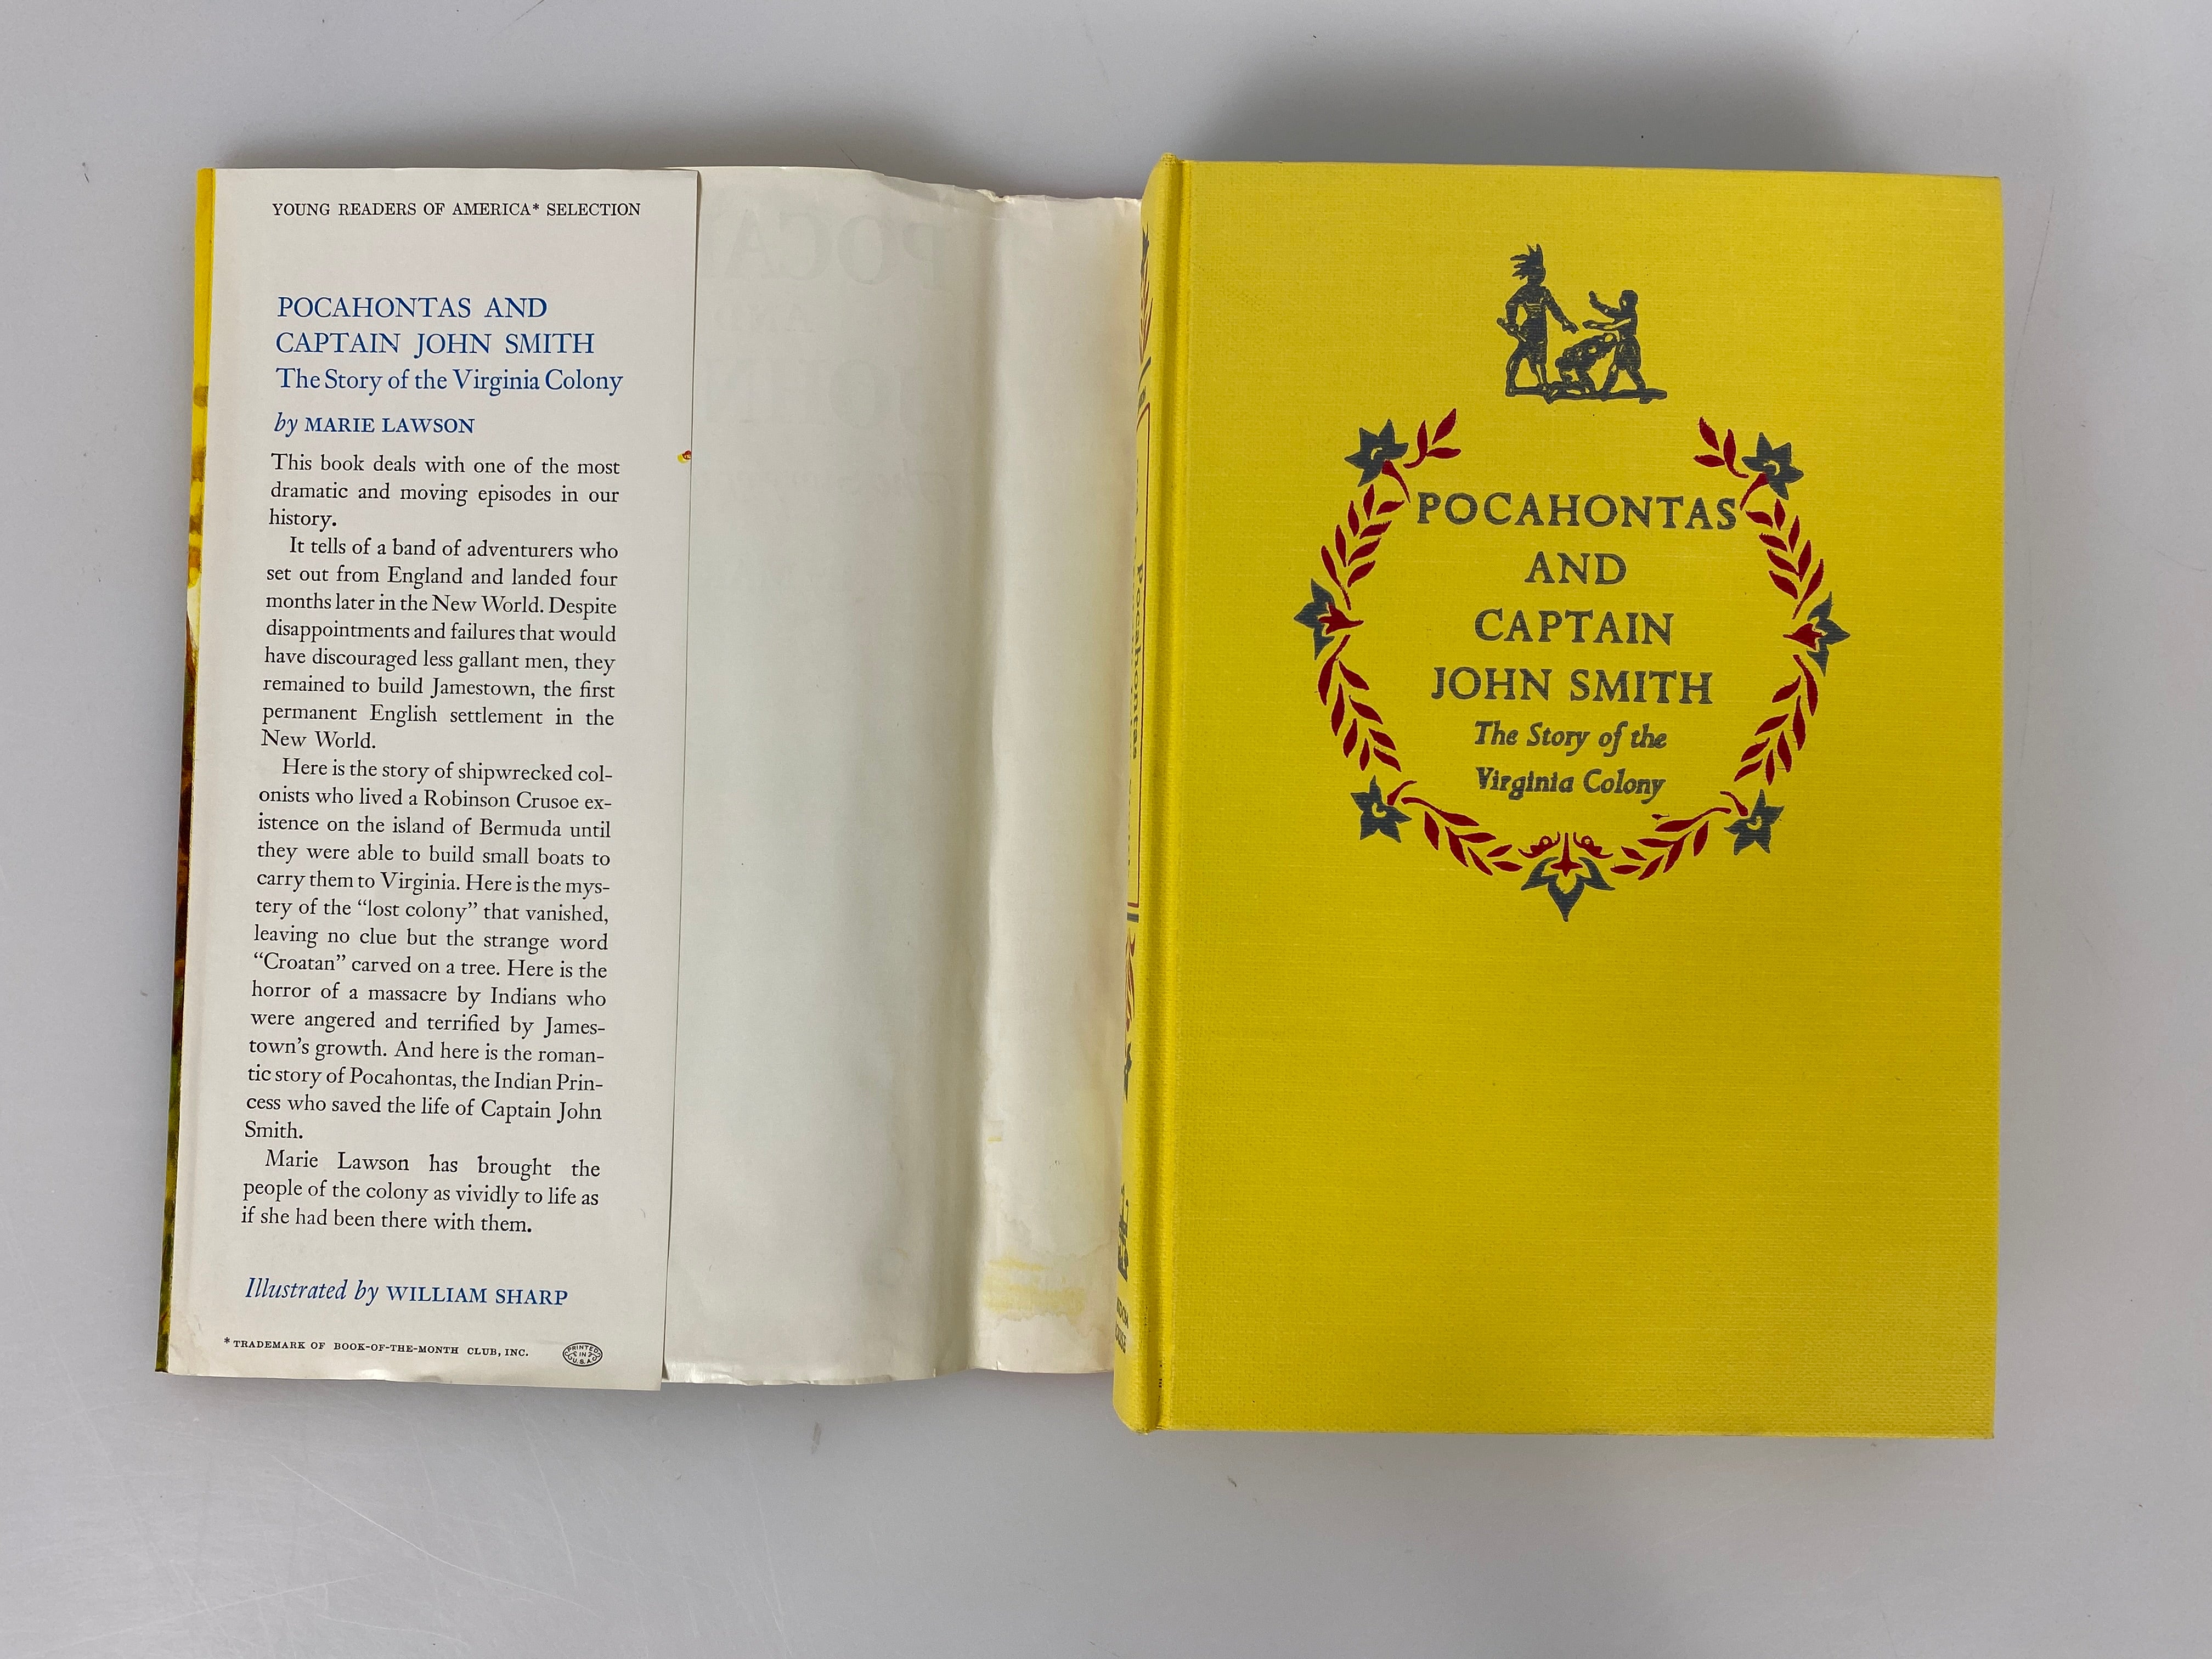 YOUNG READERS OF AMERICA* SELECTION
POCAHONTAS AND
CAPTAIN JOHN SMITH
The Story of the Virginia Colony
by MARIE LAWSON
This book deals with one of the most
dramatic and moving episodes in our
history.
It tells of a band of adventurers who
set out from England and landed four
months later in the New World. Despite
disappointments and failures that would
have discouraged less gallant men, they
remained to build Jamestown, the first
permanent English settlement in the
New World.
Here is the story of shipwrecked col-
onists who lived a Robinson Crusoe ex-
istence on the island of Bermuda until
they were able to build small boats to
carry them to Virginia. Here is the mys-
tery of the “lost colony” that vanished,
leaving no clue but the strange word
“Croatan” carved on a tree. Here is the
horror of a massacre by Indians who
were angered and terrified by James-
town’s growth. And here is the roman-
tic story of Pocahontas, the Indian Prin-
cess who saved the life of Captain John
Smith.
Marie Lawson has brought the
people of the colony as vividly to life as
if she had been there with them.
Illustrated by WILLIAM SHARP
*TRADEMARK OF BOOK-OF-THE-MONTH CLUB, INC.
PRINTED
IN
U.S.A.
Pocahontas
POCAHONTAS
AND
CAPTAIN
JOHN SMITH
The Story of the
Virginia Colony